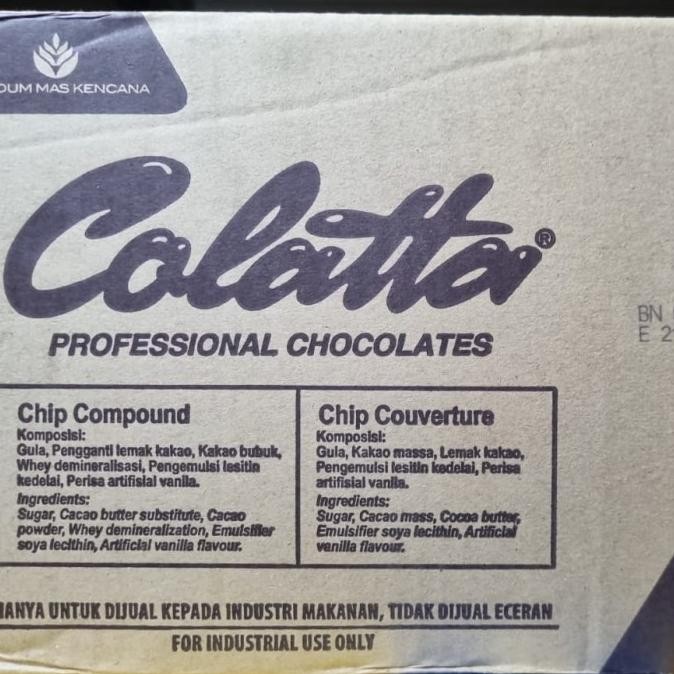 MAS KENCANA
Colatta®
PROFESSIONAL CHOCOLATES
Chip Compound
Komposisi:
Gula, Pengganti lemak kakao, Kakao bubuk,
Whey demineralisasi, Pengemulsi lesitin
kedelai, Perisa artifisial vanila.
Ingredients:
Sugar, Cacao butter substitute, Cacao
powder, Whey demineralization, Emulsifier
soya lecithin, Artificial vanilla flavour.
Chip Couverture
Komposisi:
Gula, Kakao massa, Lemak kakao,
Pengemulsi lesitin kedelai, Perisa
artifisial vanila.
Ingredients:
Sugar, Cacao mass, Cocoa butter,
Emulsifier soya lecithin, Artificial
vanilla flavour.
UNTUK DIJUAL KEPADA INDUSTRI MAKANAN, TIDAK DIJUAL ECERAN
FOR INDUSTRIAL USE ONLY
BN
E 2